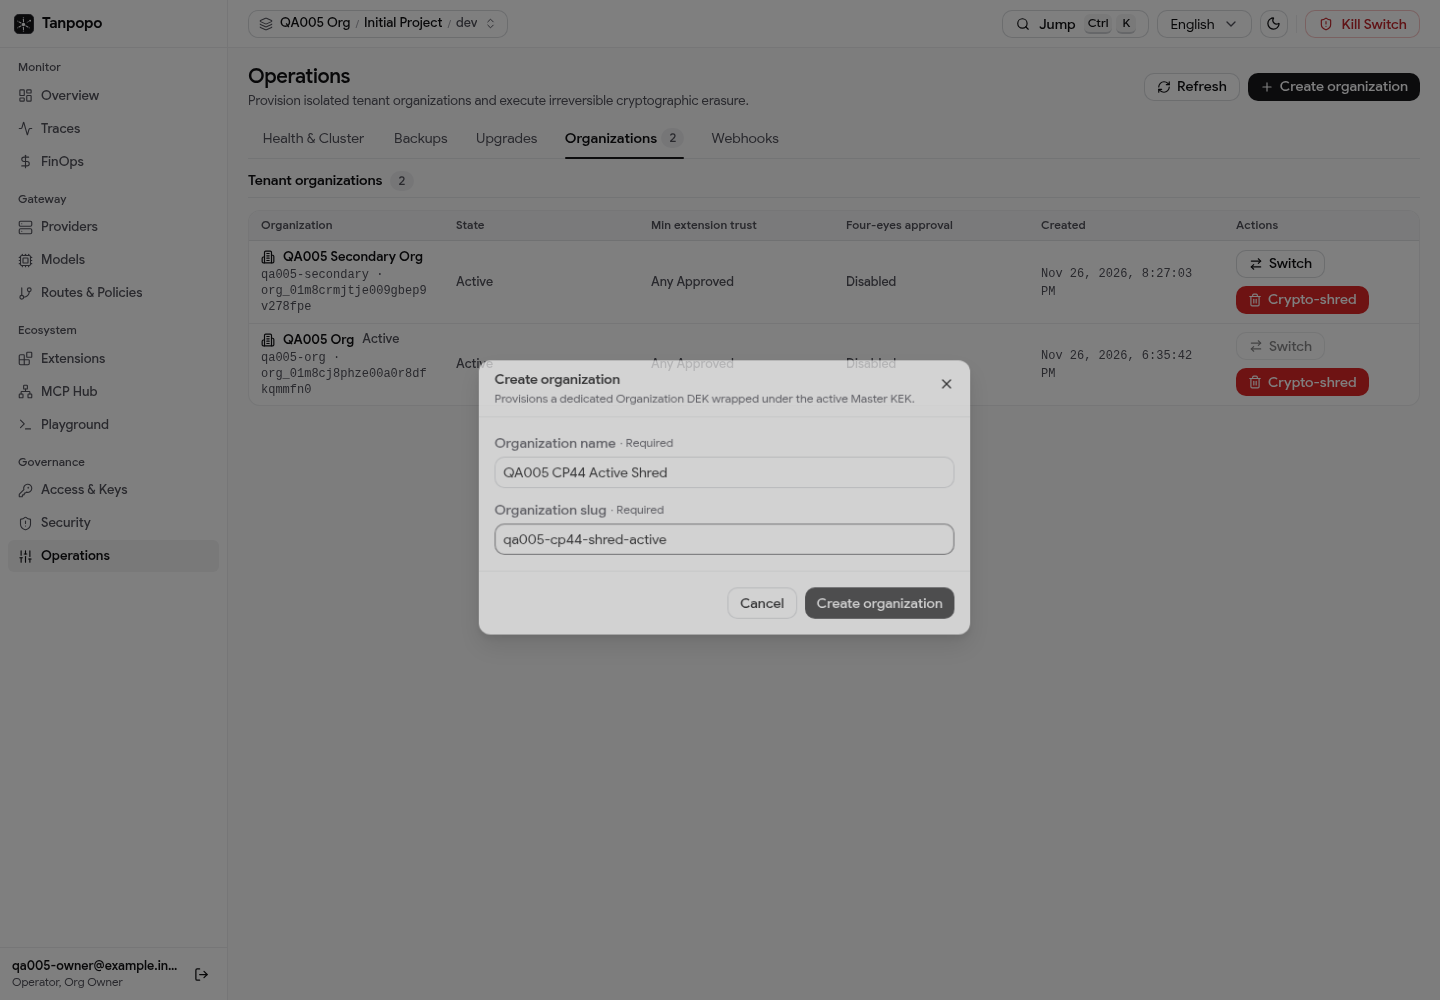 Tanpopo
QA005 Org / Initial Project / dev
Jump Ctrl K
English
Kill Switch
Monitor
Overview
Traces
FinOps
Gateway
Providers
Models
Routes & Policies
Ecosystem
Extensions
MCP Hub
Playground
Governance
Access & Keys
Security
Operations
qa005-owner@example.in...
Operator, Org Owner
Operations
Provision isolated tenant organizations and execute irreversible cryptographic erasure.
Refresh
Create organization
Health & Cluster Backups Upgrades Organizations 2 Webhooks
Tenant organizations 2
Organization State Min extension trust Four-eyes approval Created Actions
QA005 Secondary Org
qa005-secondary ·
org_01m8crmjtje009gbep9
v278fpe
Active
Any Approved
Disabled
Nov 26, 2026, 8:27:03
PM
Switch
Crypto-shred
QA005 Org Active
qa005-org ·
org_01m8cj8phze00a0r8df
kqmmfn0
Active
Any Approved
Disabled
Nov 26, 2026, 6:35:42
PM
Switch
Crypto-shred
Create organization
Provisions a dedicated Organization DEK wrapped under the active Master KEK.
Organization name · Required
QA005 CP44 Active Shred
Organization slug · Required
qa005-cp44-shred-active
Cancel
Create organization